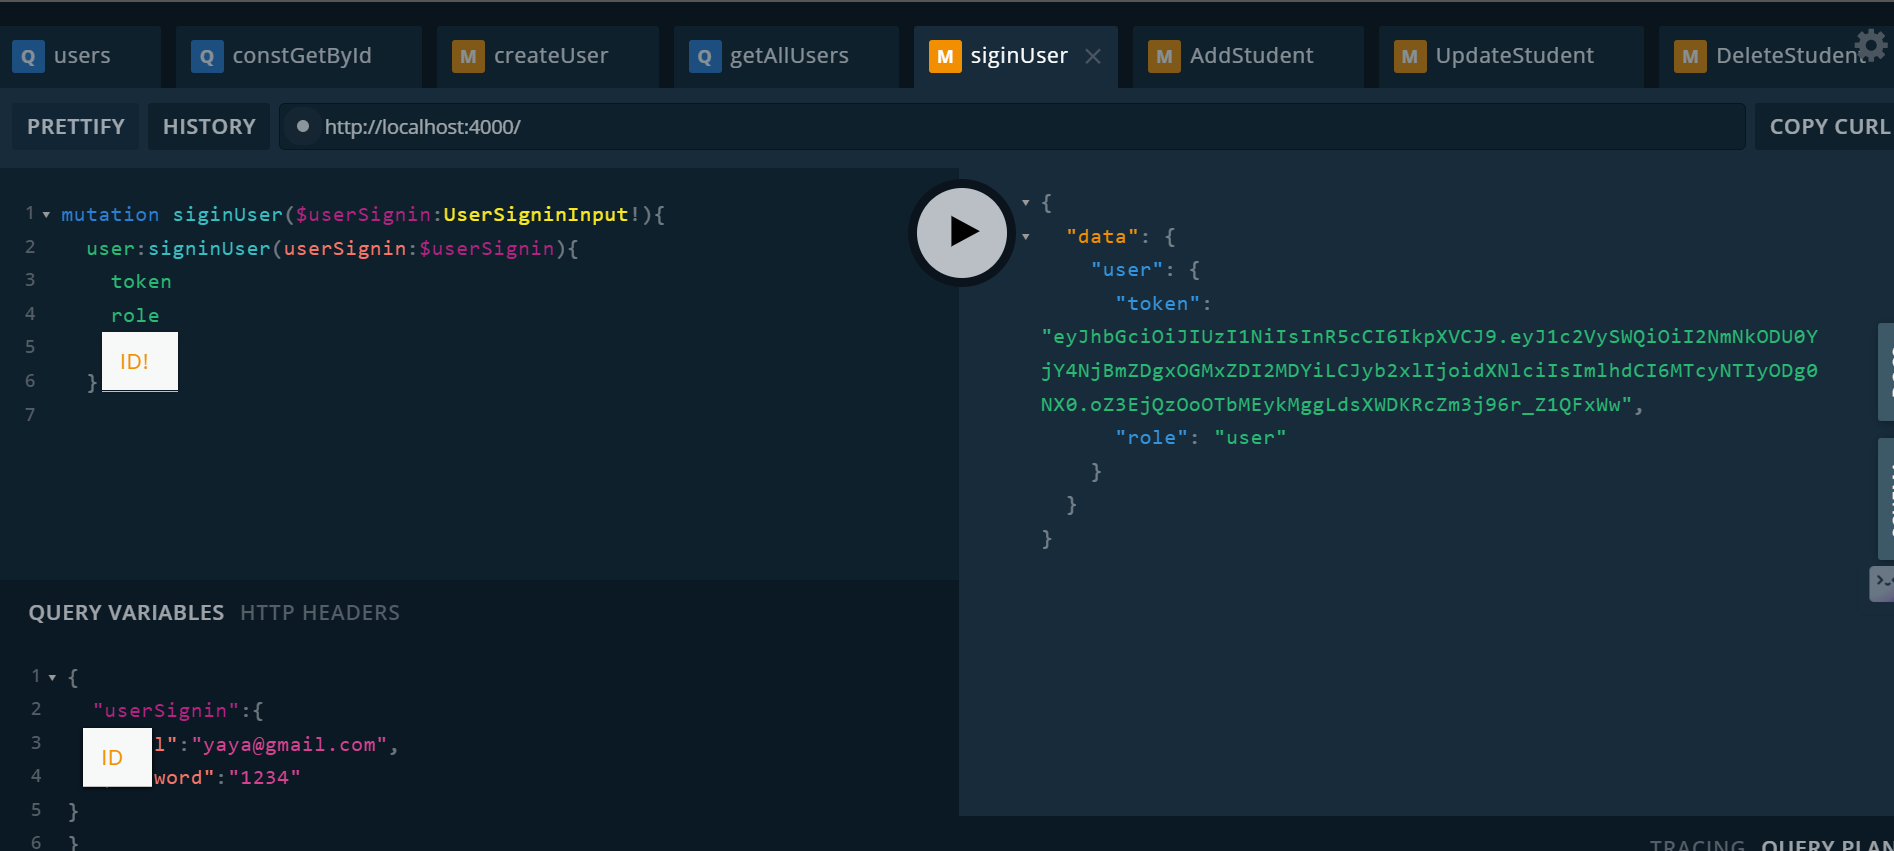 Q users Q constGetById M createUser Q getAllUsers M siginUser M AddStudent M UpdateStudent M DeleteStudent
PRETTIFY HISTORY http://localhost:4000/ COPY CURL
1 mutation siginUser($userSignin:UserSigninInput!){
2 user:signinUser(userSignin:$userSignin){
3 token
4 role
5
ID!
6 }
7
{
"data": {
"user": {
"token":
"eyJhbGciOiJIUzI1NiIsInR5cCI6IkpXVCJ9.eyJ1c2VySWQiOiI2NmNkODU0Y
jY4NjBmZDgxOGMxZDI2MDYiLCJyb2xlIjoidXNlciIsImlhdCI6MTcyNTIyODg0
NX0.oZ3EjQzOoOTbMEykMggLdsXWDKRcZm3j96r_Z1QFxWw",
"role": "user"
}
}
}
QUERY VARIABLES HTTP HEADERS
1 {
2 "userSignin":{
3 l":"yaya@gmail.com",
ID
4 word":"1234"
5 }
6 }
TRACING QUERY PLAN